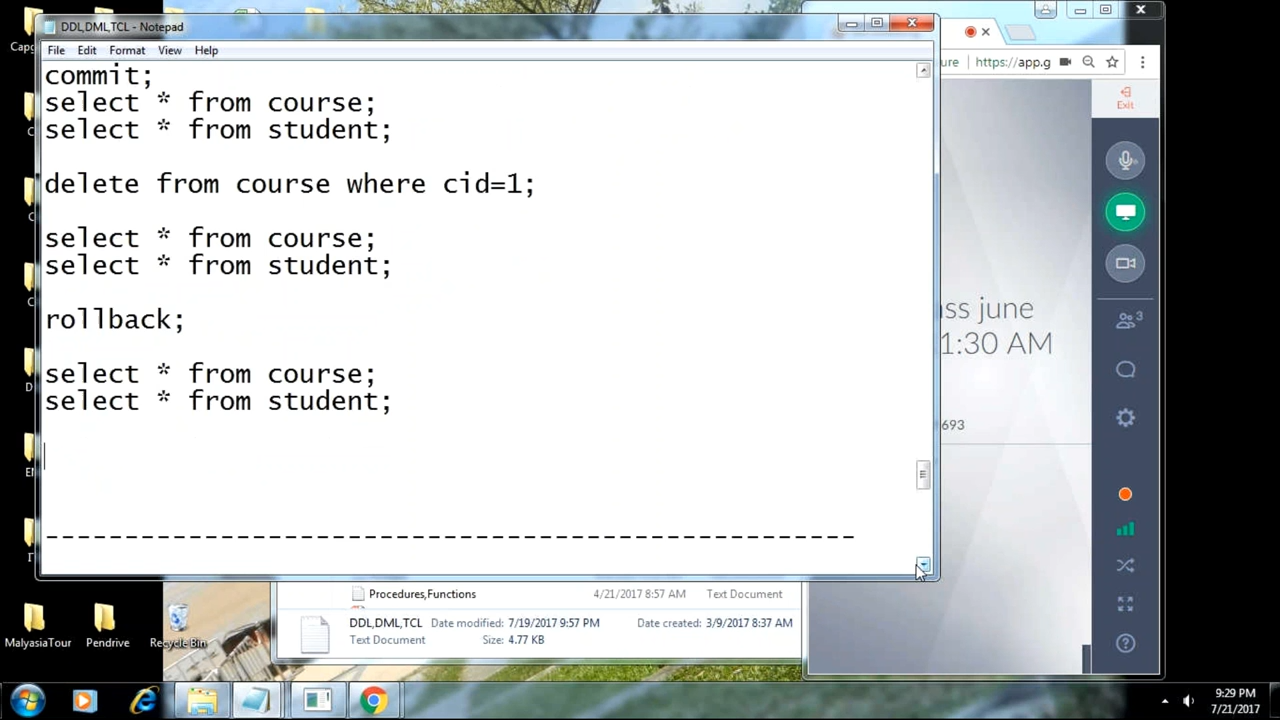 DDL,DML,TCL - Notepad
File Edit Format View Help
commit;
select * from course;
select * from student;
delete from course where cid=1;
select * from course;
select * from student;
rollback;
select * from course;
select * from student;
-----------------------------------------------------
Procedures,Functions 4/21/2017 8:57 AM Text Document
DDL,DML,TCL Date modified: 7/19/2017 9:57 PM Date created: 3/9/2017 8:37 AM
Text Document Size: 4.77 KB
ure https://app.g
Exit
3
ss june
1:30 AM
693
MalyasiaTour Pendrive Recycle Bin
9:29 PM
7/21/2017